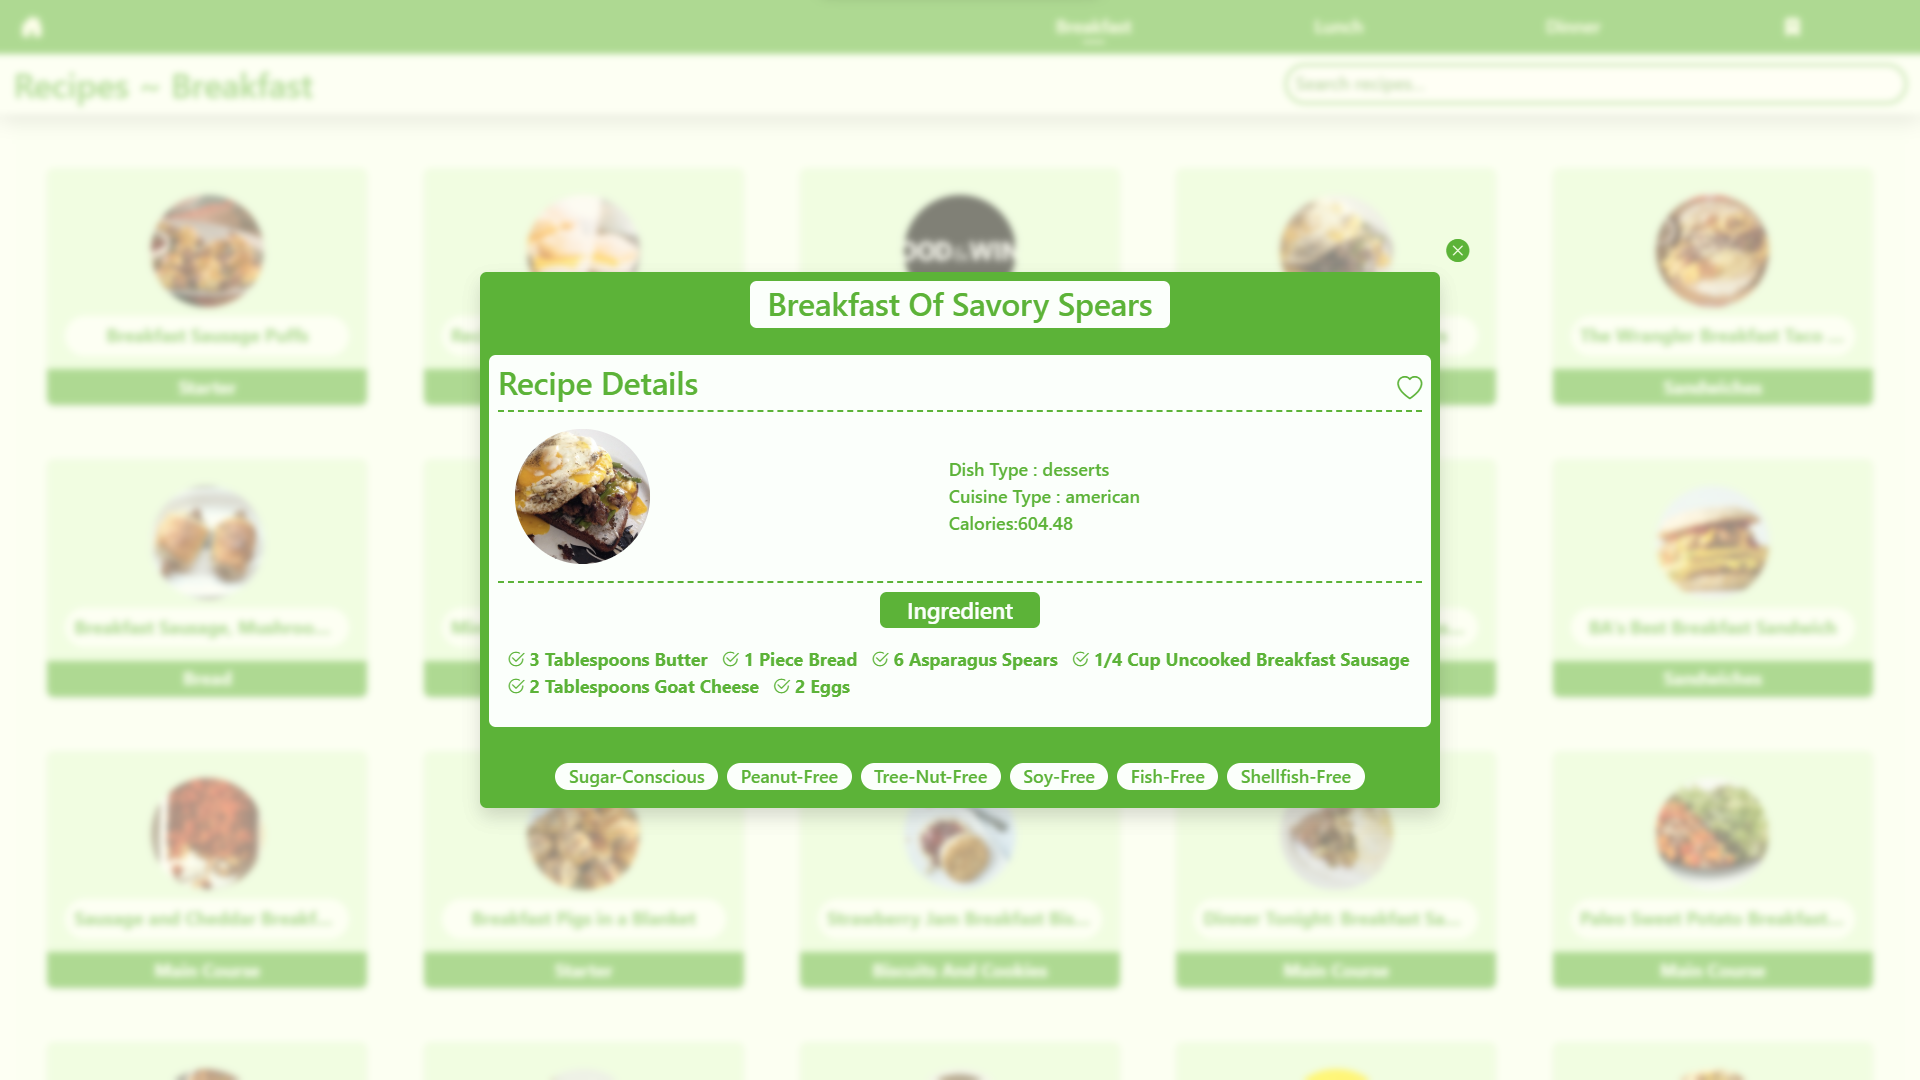 Breakfast
Lunch
Dinner
Recipes ~ Breakfast
Search recipes...
Breakfast Of Savory Spears
Breakfast Sausage Puffs
The Wrangler Breakfast Taco ...
Starter
Sandwiches
Recipe Details
Dish Type : desserts
Cuisine Type : american
Calories:604.48
Ingredient
3 Tablespoons Butter 1 Piece Bread 6 Asparagus Spears 1/4 Cup Uncooked Breakfast Sausage
2 Tablespoons Goat Cheese 2 Eggs
Breakfast Sausage, Mushroo...
BA's Best Breakfast Sandwich
Bread
Sandwiches
Sugar-Conscious Peanut-Free Tree-Nut-Free Soy-Free Fish-Free Shellfish-Free
Sausage and Cheddar Breakf...
Breakfast Pigs in a Blanket
Strawberry Jam Breakfast Bis...
Dinner Tonight: Breakfast Sa...
Paleo Sweet Potato Breakfast...
Main Course
Starter
Biscuits And Cookies
Main Course
Main Course